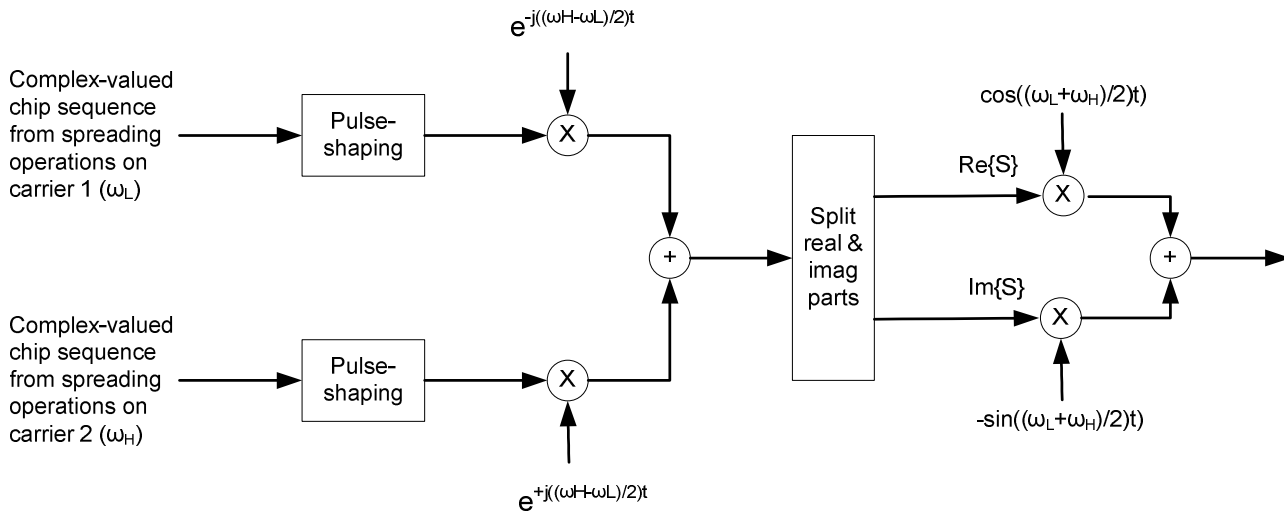 e-j((ωH-ωL)/2)t
Complex-valued
chip sequence
from spreading
operations on
carrier 1 (ωL)
Pulse-
shaping
X
cos((ωL+ωH)/2)t)
Re{S}
X
Split
real &
imag
parts
+
+
Im{S}
X
-sin((ωL+ωH)/2)t)
Complex-valued
chip sequence
from spreading
operations on
carrier 2 (ωH)
Pulse-
shaping
X
e+j((ωH-ωL)/2)t